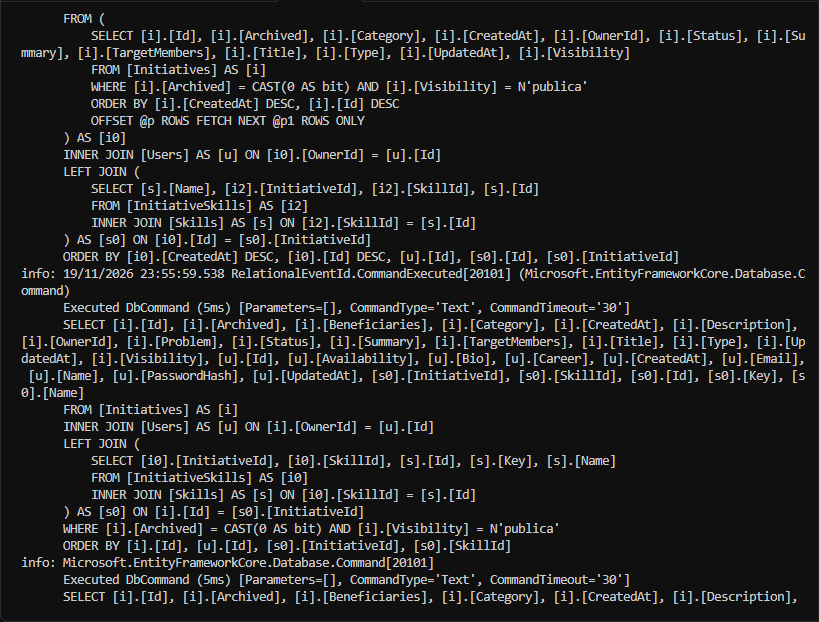 FROM (
SELECT [i].[Id], [i].[Archived], [i].[Category], [i].[CreatedAt], [i].[OwnerId], [i].[Status], [i].[Su
mmary], [i].[TargetMembers], [i].[Title], [i].[Type], [i].[UpdatedAt], [i].[Visibility]
FROM [Initiatives] AS [i]
WHERE [i].[Archived] = CAST(0 AS bit) AND [i].[Visibility] = N'publica'
ORDER BY [i].[CreatedAt] DESC, [i].[Id] DESC
OFFSET @p ROWS FETCH NEXT @p1 ROWS ONLY
) AS [i0]
INNER JOIN [Users] AS [u] ON [i0].[OwnerId] = [u].[Id]
LEFT JOIN (
SELECT [s].[Name], [i2].[InitiativeId], [i2].[SkillId], [s].[Id]
FROM [InitiativeSkills] AS [i2]
INNER JOIN [Skills] AS [s] ON [i2].[SkillId] = [s].[Id]
) AS [s0] ON [i0].[Id] = [s0].[InitiativeId]
ORDER BY [i0].[CreatedAt] DESC, [i0].[Id] DESC, [u].[Id], [s0].[Id], [s0].[InitiativeId]
info: 19/11/2026 23:55:59.538 RelationalEventId.CommandExecuted[20101] (Microsoft.EntityFrameworkCore.Database.C
ommand)
Executed DbCommand (5ms) [Parameters=[], CommandType='Text', CommandTimeout='30']
SELECT [i].[Id], [i].[Archived], [i].[Beneficiaries], [i].[Category], [i].[CreatedAt], [i].[Description],
[i].[OwnerId], [i].[Problem], [i].[Status], [i].[Summary], [i].[TargetMembers], [i].[Title], [i].[Type], [i].[Up
datedAt], [i].[Visibility], [u].[Id], [u].[Availability], [u].[Bio], [u].[Career], [u].[CreatedAt], [u].[Email],
[u].[Name], [u].[PasswordHash], [u].[UpdatedAt], [s0].[InitiativeId], [s0].[SkillId], [s0].[Id], [s0].[Key], [s
0].[Name]
FROM [Initiatives] AS [i]
INNER JOIN [Users] AS [u] ON [i].[OwnerId] = [u].[Id]
LEFT JOIN (
SELECT [i0].[InitiativeId], [i0].[SkillId], [s].[Id], [s].[Key], [s].[Name]
FROM [InitiativeSkills] AS [i0]
INNER JOIN [Skills] AS [s] ON [i0].[SkillId] = [s].[Id]
) AS [s0] ON [i].[Id] = [s0].[InitiativeId]
WHERE [i].[Archived] = CAST(0 AS bit) AND [i].[Visibility] = N'publica'
ORDER BY [i].[Id], [u].[Id], [s0].[InitiativeId], [s0].[SkillId]
info: Microsoft.EntityFrameworkCore.Database.Command[20101]
Executed DbCommand (5ms) [Parameters=[], CommandType='Text', CommandTimeout='30']
SELECT [i].[Id], [i].[Archived], [i].[Beneficiaries], [i].[Category], [i].[CreatedAt], [i].[Description],